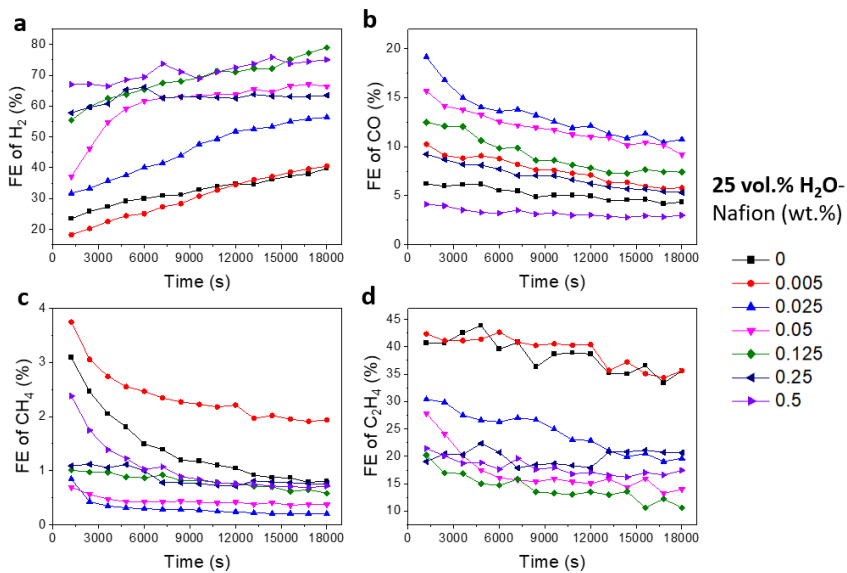 a
FE of H2 (%)
80
70
60
50
40
30
20
0 3000 6000 9000 12000 15000 18000
Time (s)
b
FE of CO (%)
20
15
10
5
0
0 3000 6000 9000 12000 15000 18000
Time (s)
c
FE of CH4 (%)
4
3
2
1
0
0 3000 6000 9000 12000 15000 18000
Time (s)
d
FE of C2H4 (%)
45
40
35
30
25
20
15
10
0 3000 6000 9000 12000 15000 18000
Time (s)
25 vol.% H2O-
Nafion (wt.%)
0
0.005
0.025
0.05
0.125
0.25
0.5